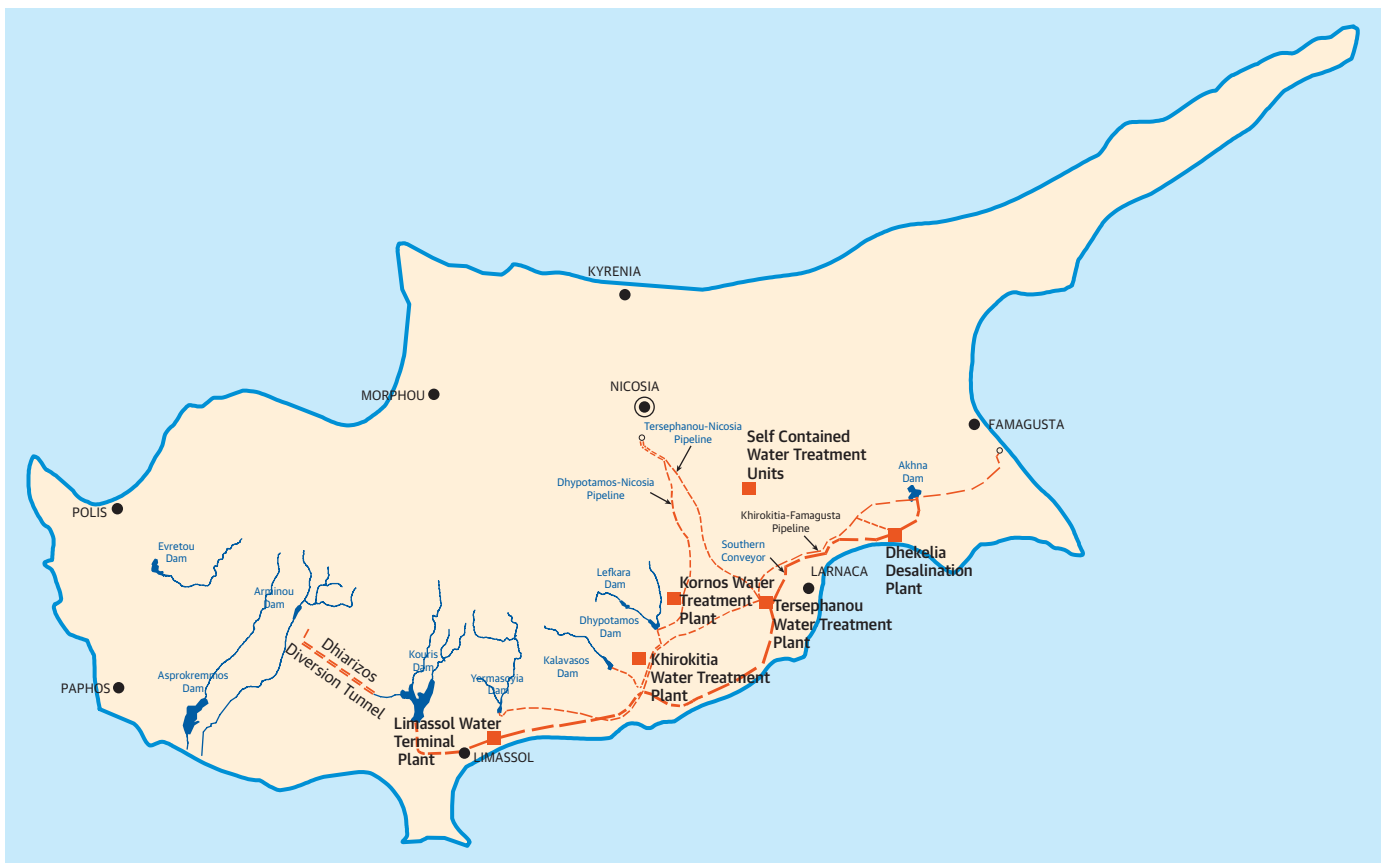 KYRENIA
NICOSIA
MORPHOU
Tersephanou-Nicosia
Pipeline
Self Contained
Water Treatment
Units
FAMAGUSTA
Akhna
Dam
Dhypotamos-Nicosia
Pipeline
POLIS
Khirokitia-Famagusta
Pipeline
Southern
Conveyor
Evretou
Dam
Dhekelia
Desalination
Plant
LARNACA
Lefkara
Dam
Kornos Water
Treatment
Plant
Arminou
Dam
Tersephanou
Water Treatment
Plant
Dhypotamos
Dam
Dhiarizos
Diversion Tunnel
Kouris
Dam
Kalavasos
Dam
Khirokitia
Water Treatment
Plant
Asprokremmos
Dam
Yermasoyia
Dam
PAPHOS
Limassol Water
Terminal
Plant
LIMASSOL